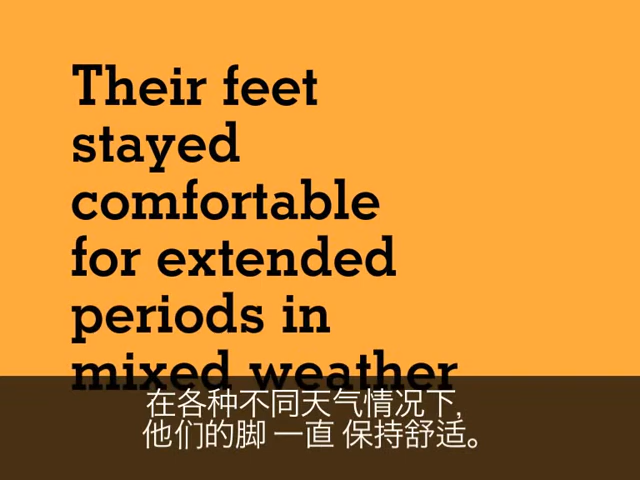 Their feet
stayed
comfortable
for extended
periods in
mixed weather
在各种不同天气情况下,
他们的脚 一直 保持舒适。